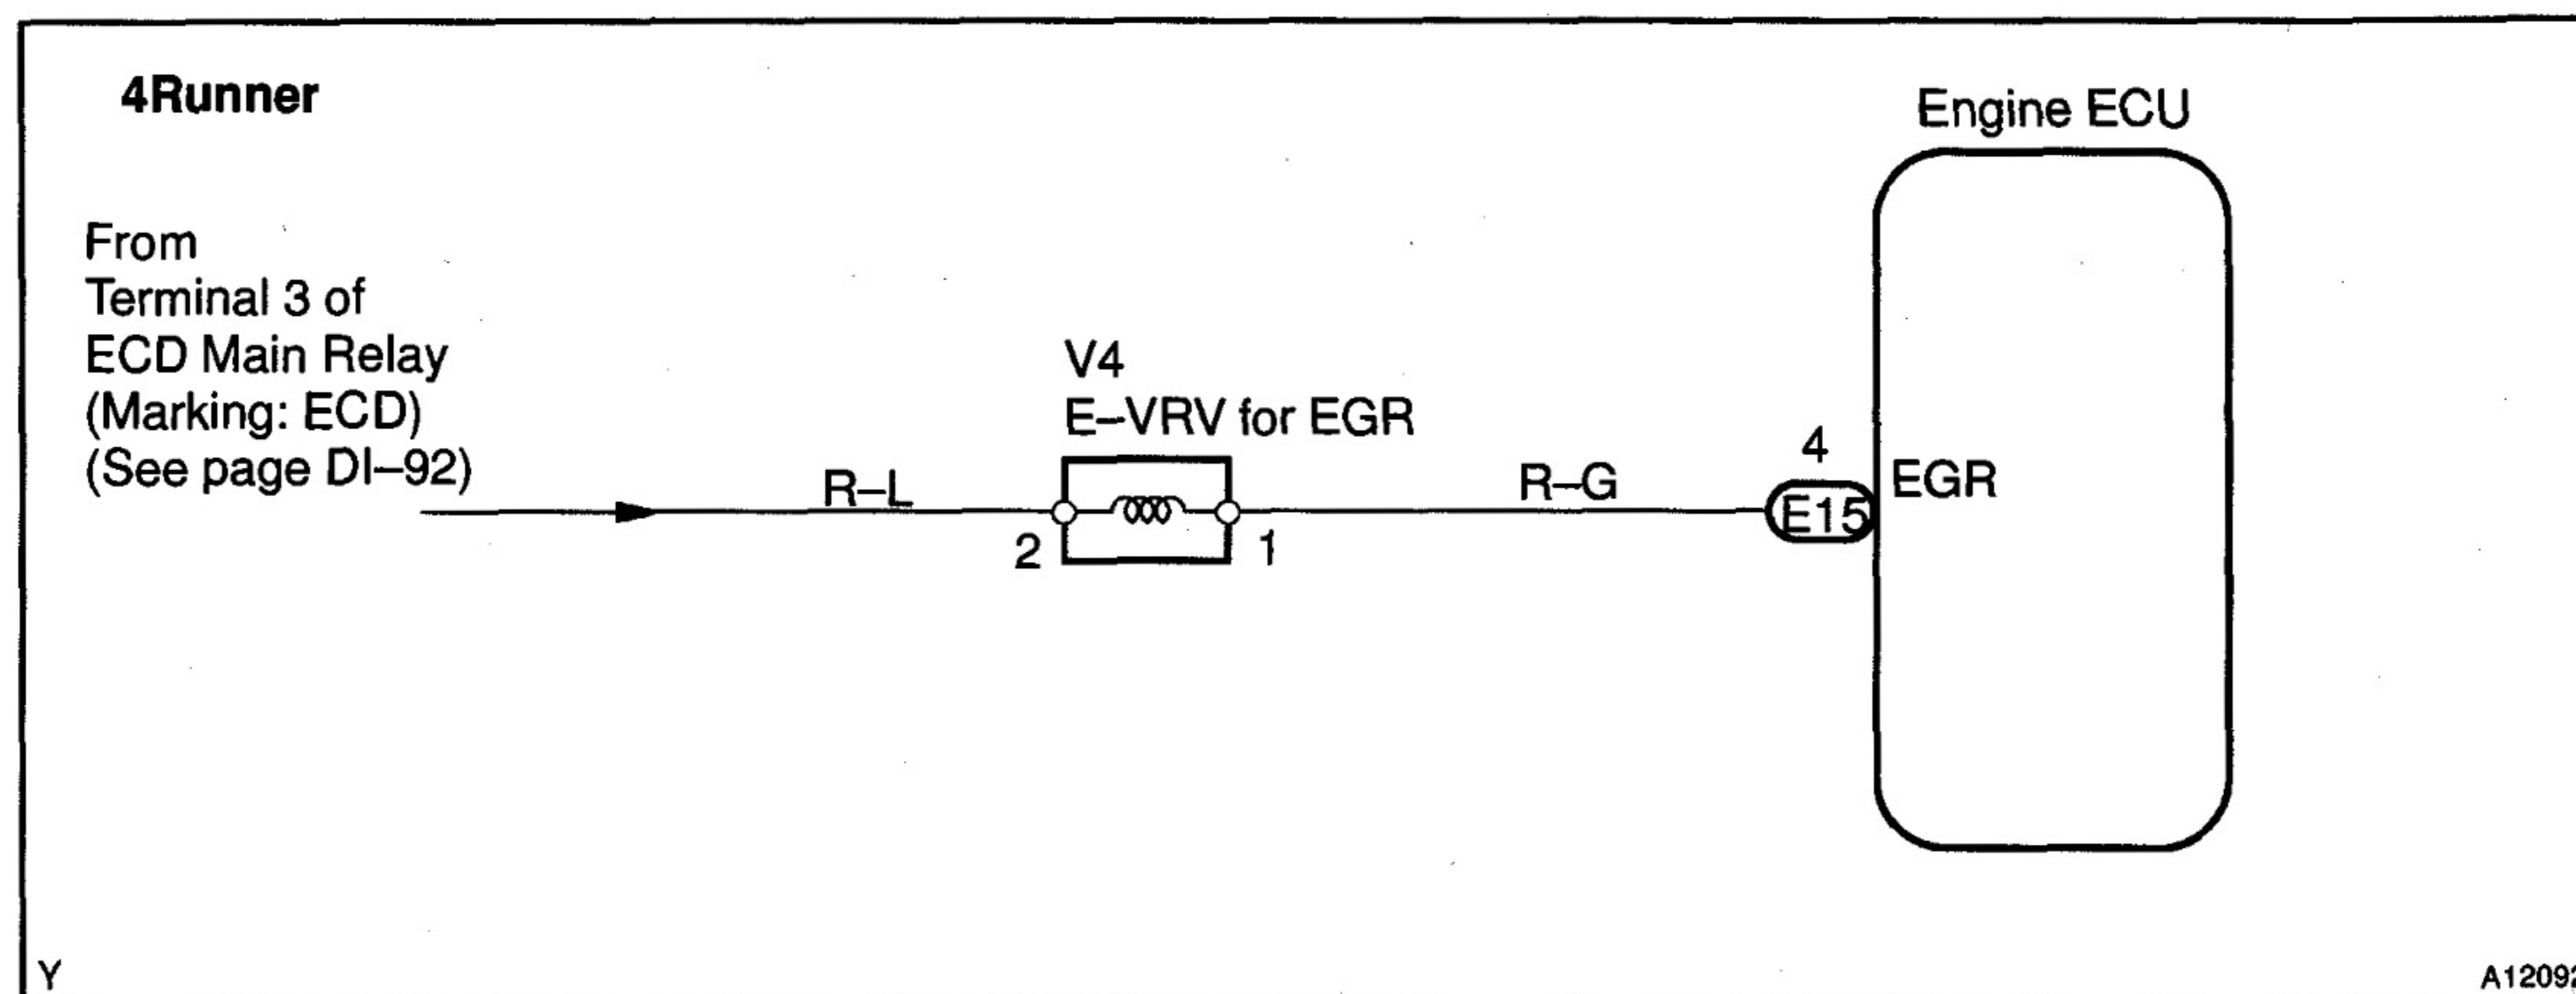 4Runner
Engine ECU
From
Terminal 3 of
ECD Main Relay
(Marking: ECD)
(See page DI–92)
V4
E–VRV for EGR
R–L
2
1
R–G
4
E15
EGR
Y
A12092